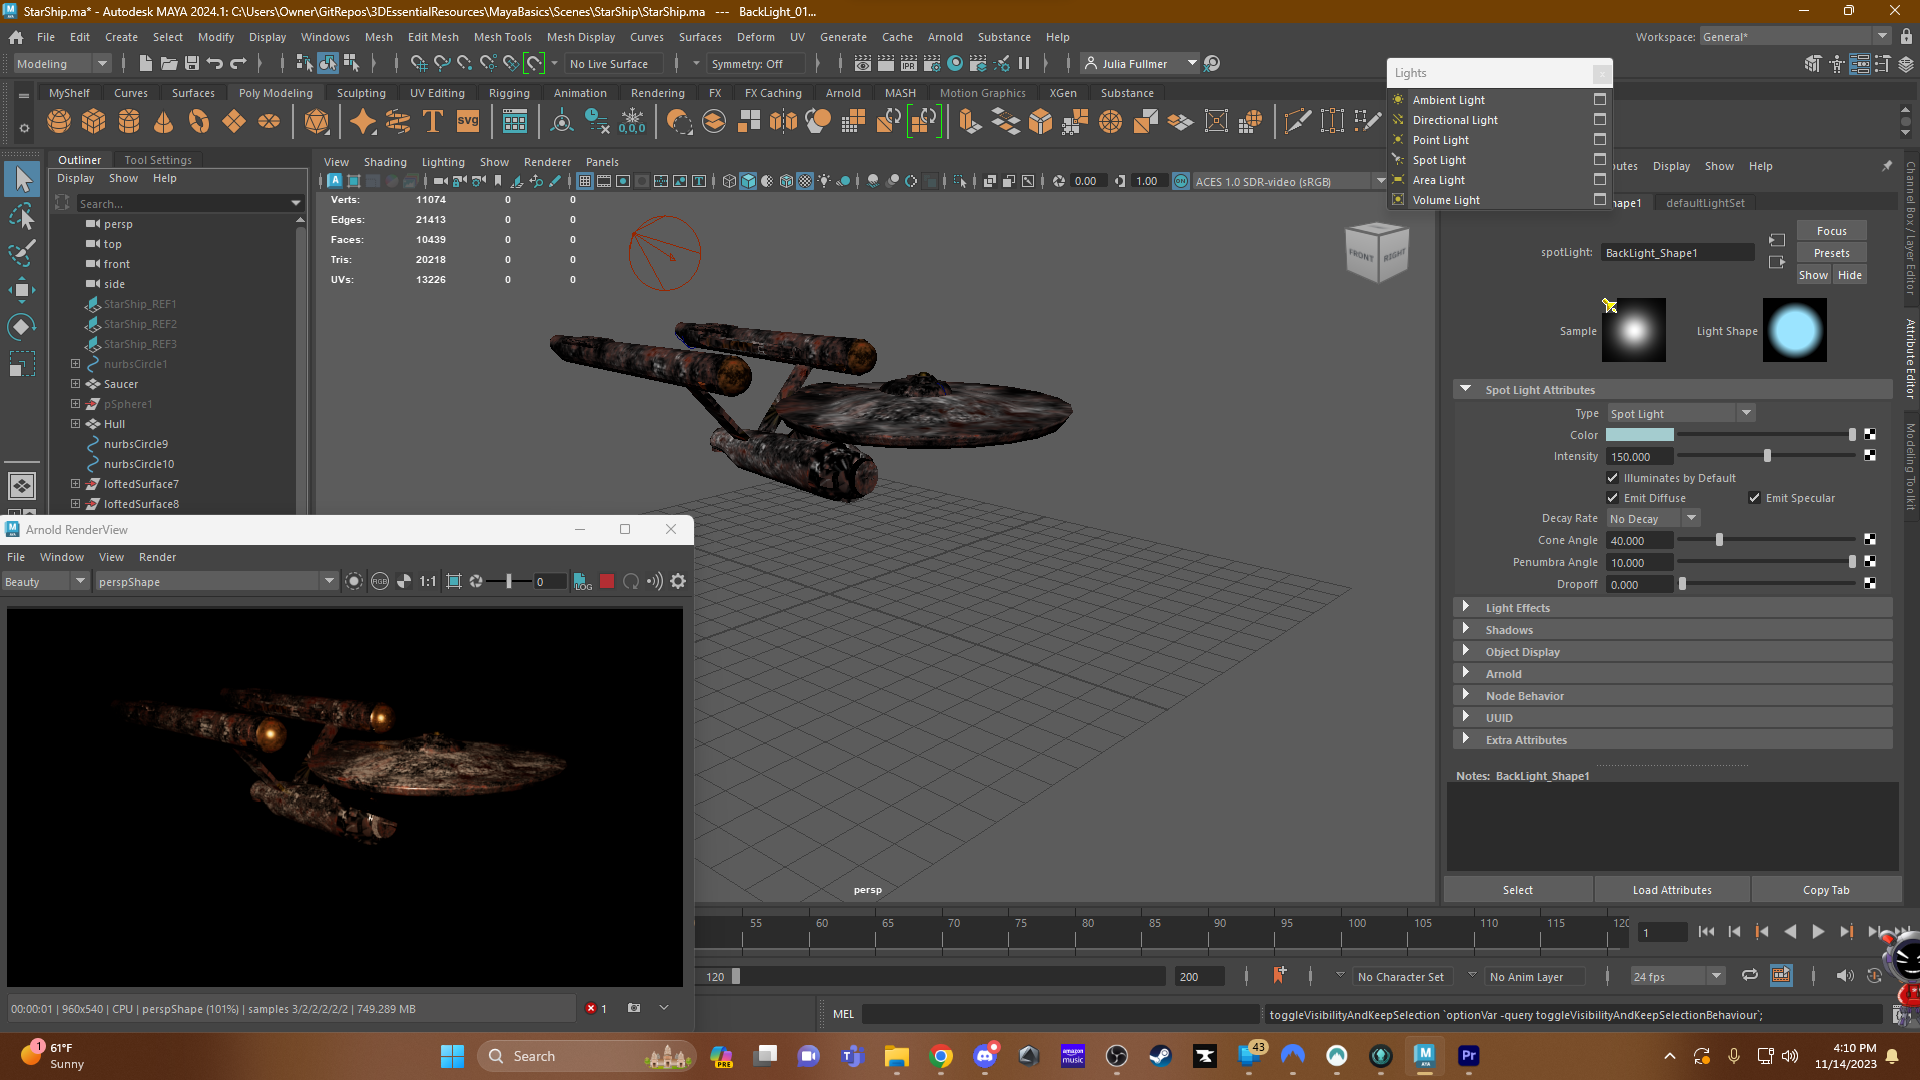 StarShip.ma* - Autodesk MAYA 2024.1: C:\Users\Owner\GitRepos\3DEssentialResources\MayaBasics\Scenes\StarShip\StarShip.ma --- BackLight_01...
File Edit Create Select Modify Display Windows Mesh Edit Mesh Mesh Tools Mesh Display Curves Surfaces Deform UV Generate Cache Arnold Substance Help
Workspace: General*
Modeling
No Live Surface
Symmetry: Off
Julia Fullmer
MyShelf Curves Surfaces Poly Modeling Sculpting UV Editing Rigging Animation Rendering FX FX Caching Arnold MASH Motion Graphics XGen Substance
Lights
Ambient Light
Directional Light
Point Light
Spot Light
Area Light
Volume Light
Outliner Tool Settings
Display Show Help
Search...
persp
top
front
side
StarShip_REF1
StarShip_REF2
StarShip_REF3
nurbsCircle1
Saucer
pSphere1
Hull
nurbsCircle9
nurbsCircle10
loftedSurface7
loftedSurface8
View Shading Lighting Show Renderer Panels
0.00 1.00 ACES 1.0 SDR-video (sRGB)
Verts: 11074 0 0
Edges: 21413 0 0
Faces: 10439 0 0
Tris: 20218 0 0
UVs: 13226 0 0
FRONT RIGHT
persp
butes Display Show Help
hape1 defaultLightSet
Focus
spotLight: BackLight_Shape1
Presets
Show Hide
Sample
Light Shape
Spot Light Attributes
Type Spot Light
Color
Intensity 150.000
Illuminates by Default
Emit Diffuse Emit Specular
Decay Rate No Decay
Cone Angle 40.000
Penumbra Angle 10.000
Dropoff 0.000
Light Effects
Shadows
Object Display
Arnold
Node Behavior
UUID
Extra Attributes
Notes: BackLight_Shape1
Select Load Attributes Copy Tab
Channel Box / Layer Editor
Attribute Editor
Modeling Toolkit
Arnold RenderView
File Window View Render
Beauty perspShape RGB 1:1 0 LOG
00:00:01 | 960x540 | CPU | perspShape (101%) | samples 3/2/2/2/2/2 | 749.289 MB
1
55 60 65 70 75 80 85 90 95 100 105 110 115 120
1
120 200
No Character Set
No Anim Layer
24 fps
MEL
toggleVisibilityAndKeepSelection `optionVar -query toggleVisibilityAndKeepSelectionBehaviour`;
1
61°F
Sunny
Search
PRE
amazon music
43
Pr
4:10 PM
11/14/2023